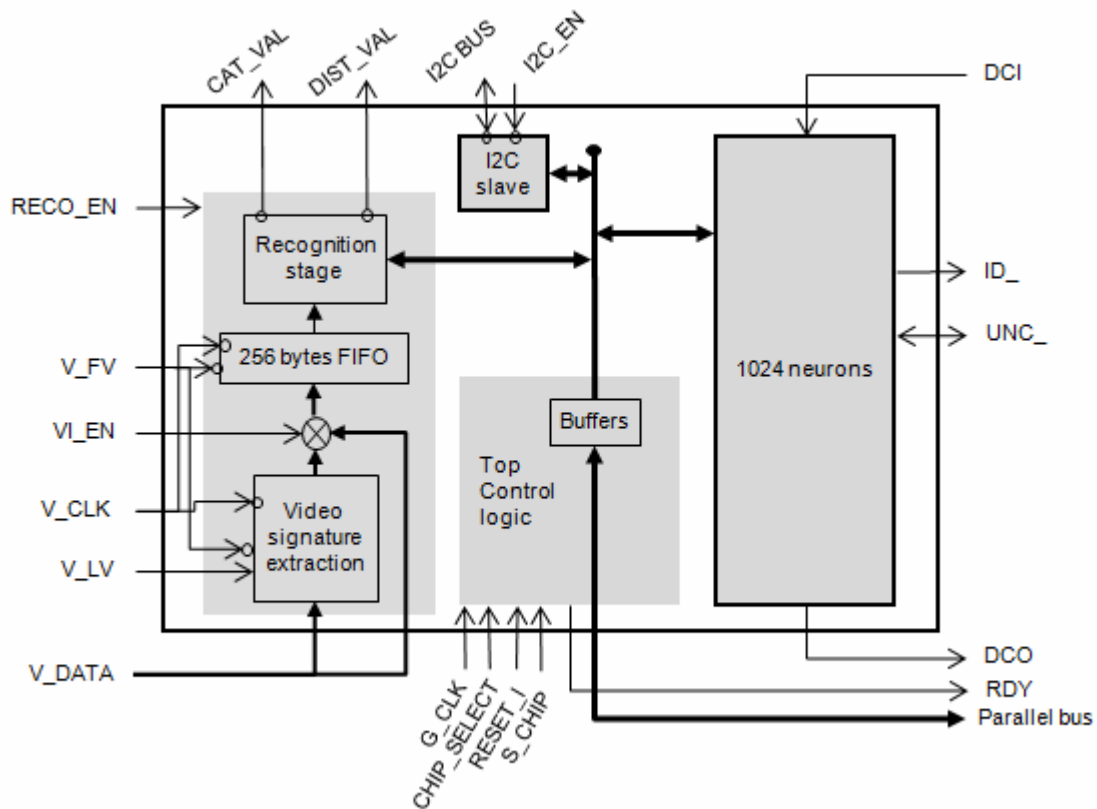 CAT_VAL
DIST_VAL
I2C BUS
I2C_EN
DCI
I2C
slave
RECO_EN
Recognition
stage
ID_
V_FV
256 bytes FIFO
UNC_
1024 neurons
VI_EN
Buffers
Top
Control
logic
V_CLK
Video
signature
extraction
V_LV
V_DATA
G_CLK
CHIP_SELECT
RESET_I
S_CHIP
DCO
RDY
Parallel bus